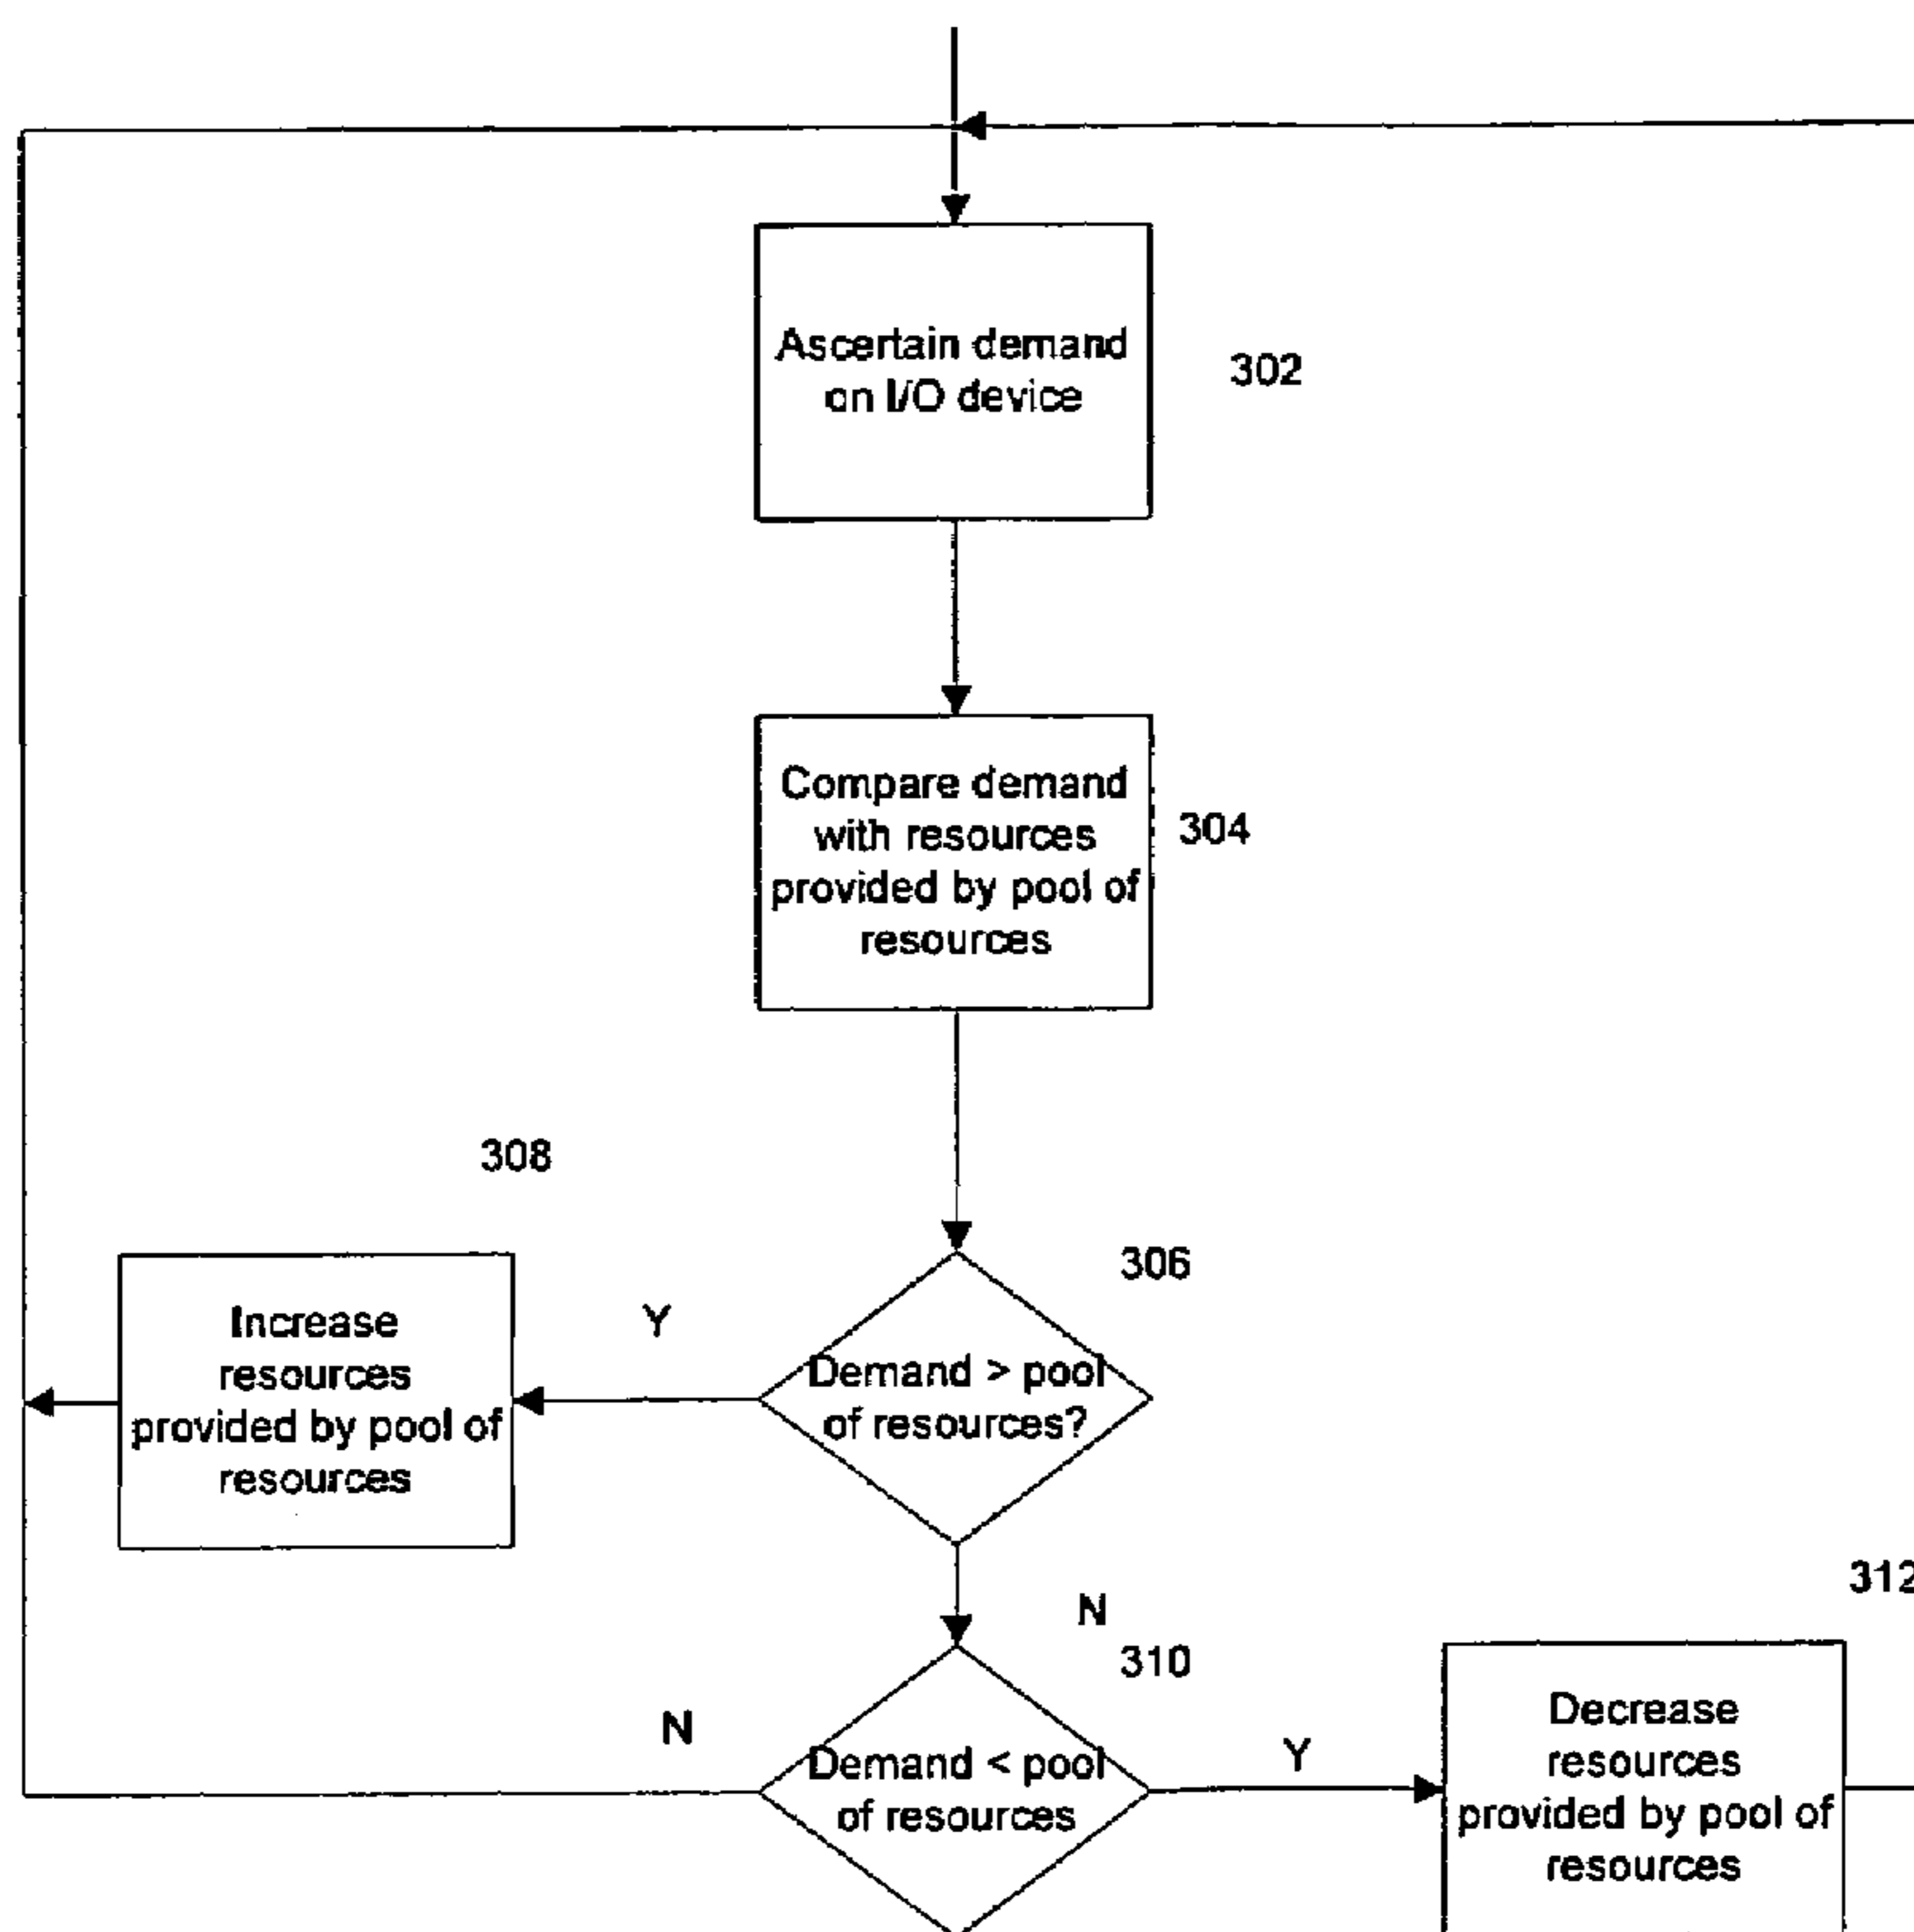 Ascertain demand
on I/O device
302
Compare demand
with resources
provided by pool of
resources
304
308
306
Increase
resources
provided by pool of
resources
Y
Demand > pool
of resources?
N
310
312
N
Demand < pool
of resources
Y
Decrease
resources
provided by pool of
resources